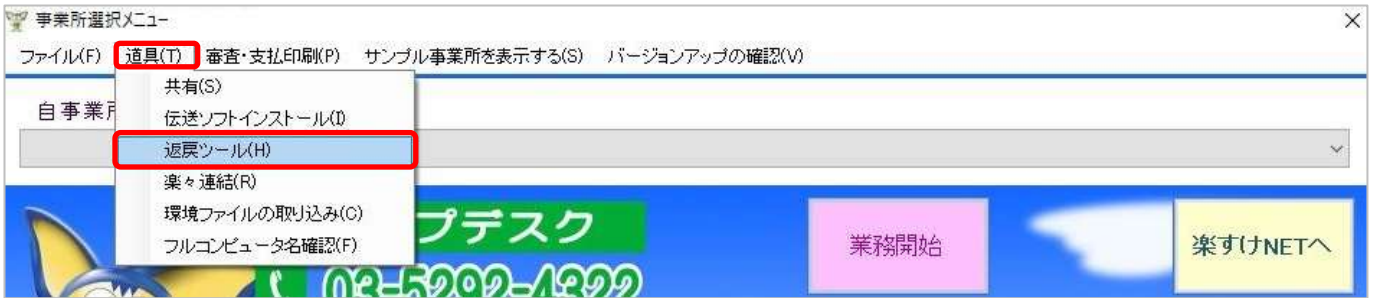 事業所選択メニュー
ファイル(F) 道具(T) 審査・支払印刷(P) サンプル事業所を表示する(S) バージョンアップの確認(V)
共有(S)
自事業所
伝送ソフトインストール(I)
返戻ツール(H)
楽々連結(R)
環境ファイルの取り込み(C)
フルコンピュータ名確認(F)
プデスク
03-5292-4322
業務開始
楽すけNETへ